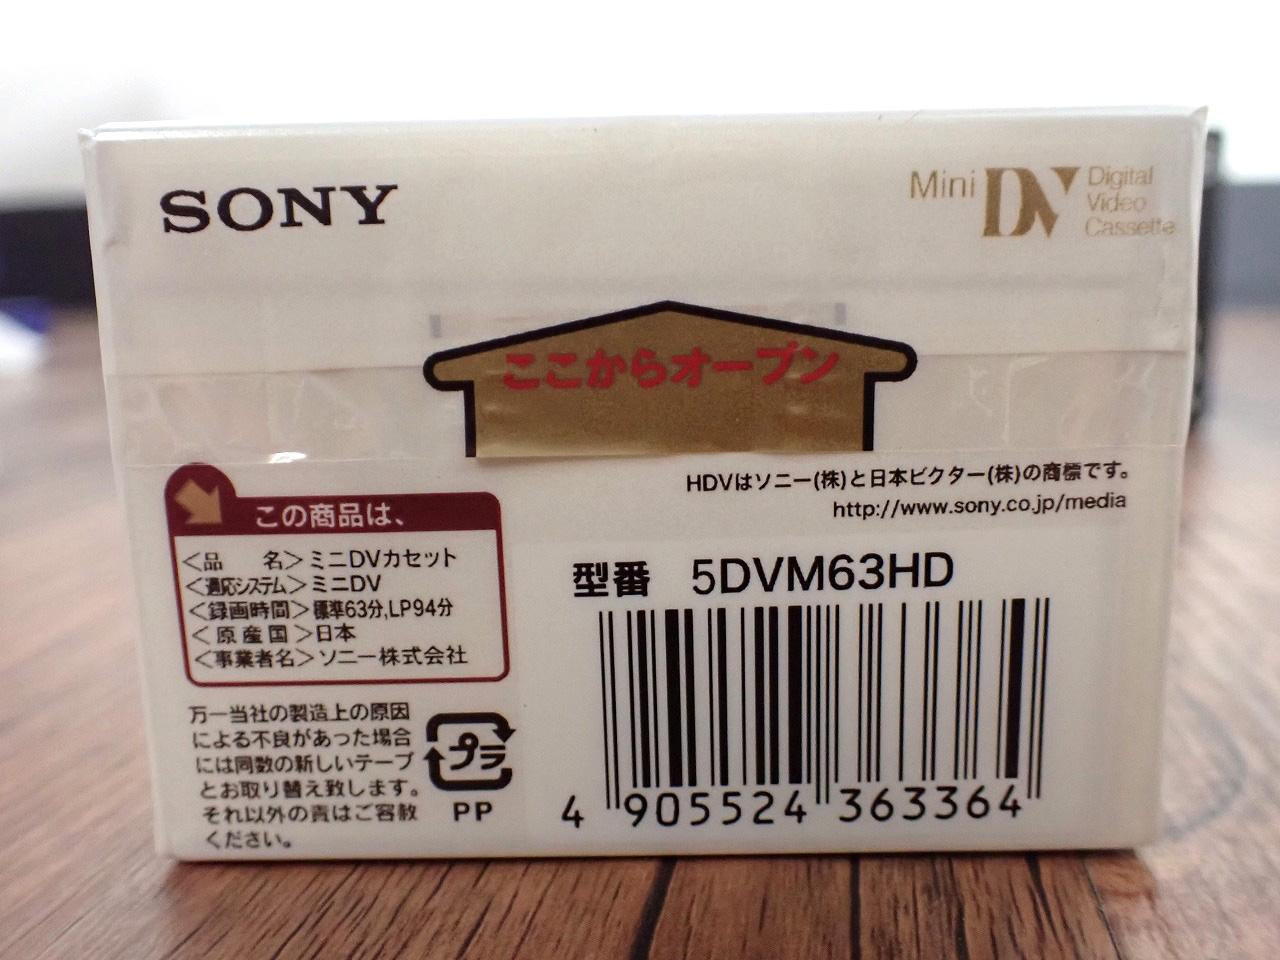 SONY
Mini DV Digital
Video
Cassette
ここからオープン
HDVはソニー(株)と日本ビクター(株)の商標です。
http://www.sony.co.jp/media
この商品は、
<品　名>ミニDVカセット
<適応システム>ミニDV
<録画時間>標準63分,LP94分
<原産国>日本
<事業者名>ソニー株式会社
型番 5DVM63HD
万一当社の製造上の原因
による不良があった場合
には同数の新しいテープ
とお取り替え致します。
それ以外の責はご容赦
ください。
プラ
PP
4 905524 363364